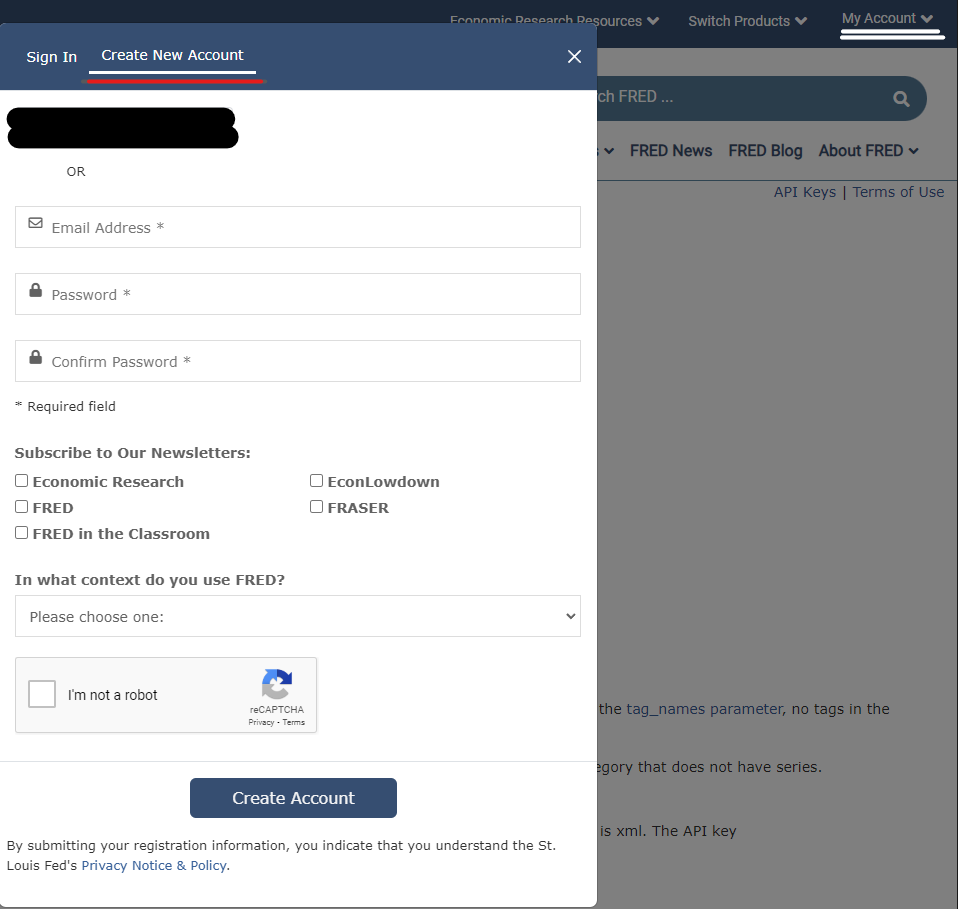 Economic Research Resources
Switch Products
My Account
Sign In
Create New Account
ch FRED ...
s
FRED News
FRED Blog
About FRED
API Keys | Terms of Use
OR
Email Address *
Password *
Confirm Password *
* Required field
Subscribe to Our Newsletters:
Economic Research
EconLowdown
FRED
FRASER
FRED in the Classroom
In what context do you use FRED?
Please choose one:
I'm not a robot
reCAPTCHA
Privacy - Terms
the tag_names parameter, no tags in the
egory that does not have series.
is xml. The API key
Create Account
By submitting your registration information, you indicate that you understand the St.
Louis Fed's Privacy Notice & Policy.